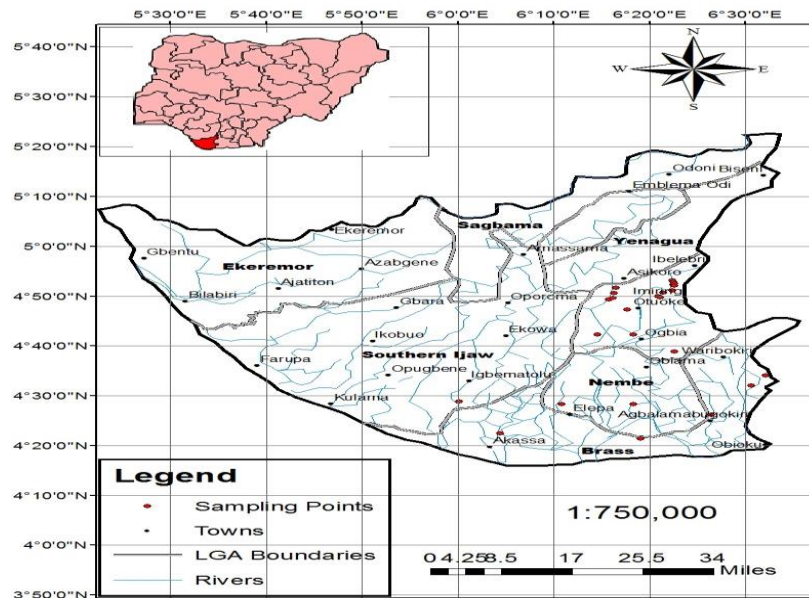 5°30'0"E 5°40'0"E 5°50'0"E 6°0'0"E 6°10'0"E 6°20'0"E 6°30'0"E
5°40'0"N
5°30'0"N
5°20'0"N
5°10'0"N
5°0'0"N
4°50'0"N
4°40'0"N
4°30'0"N
4°20'0"N
4°10'0"N
4°0'0"N
3°50'0"N
N
W E
S
Odoni Biseni
Emblema Odi
Ekeremor
Sagbama
Amassama
Yenagua
Gbentu
Ekeremor
Azabgene
Ibelebiri
Asikoro
Ajatiton
Bilabiri
Gbara
Oporoma
Imiring
Otuoke
Ikobuo
Ekowa
Ogbia
Southern Ijaw
Waribokiri
Farupa
Opugbene
Igbematolu
Obiama
Nembe
Kulama
Elepa
Agbalamabugokiri
Akassa
Obioku
Brass
Legend
Sampling Points
Towns
LGA Boundaries
Rivers
1:750,000
0 4.25 8.5 17 25.5 34
Miles